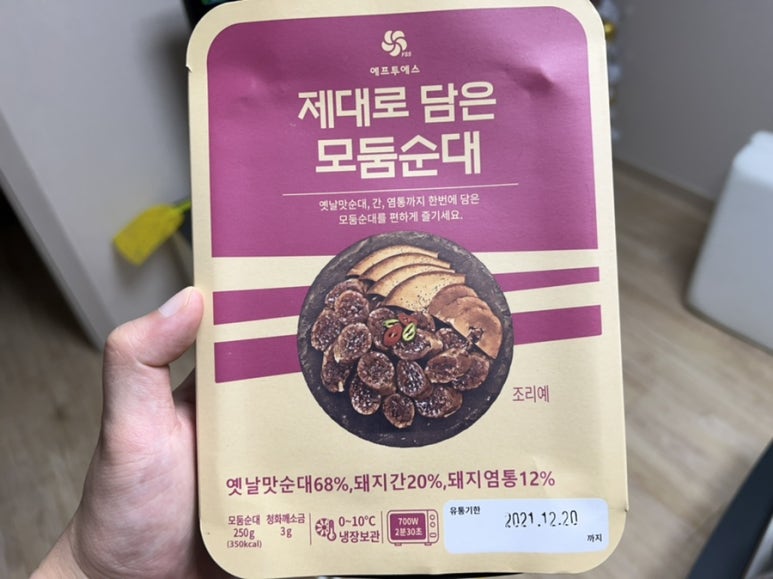 FSS
에프투에스
제대로 담은
모둠순대
옛날맛순대, 간, 염통까지 한번에 담은
모둠순대를 편하게 즐기세요.
조리예
옛날맛순대68%,돼지간20%,돼지염통12%
모둠순대 청화깨소금
250g 3g
(350kcal)
0~10℃
냉장보관
700W
2분30초
유통기한
2021.12.20
까지